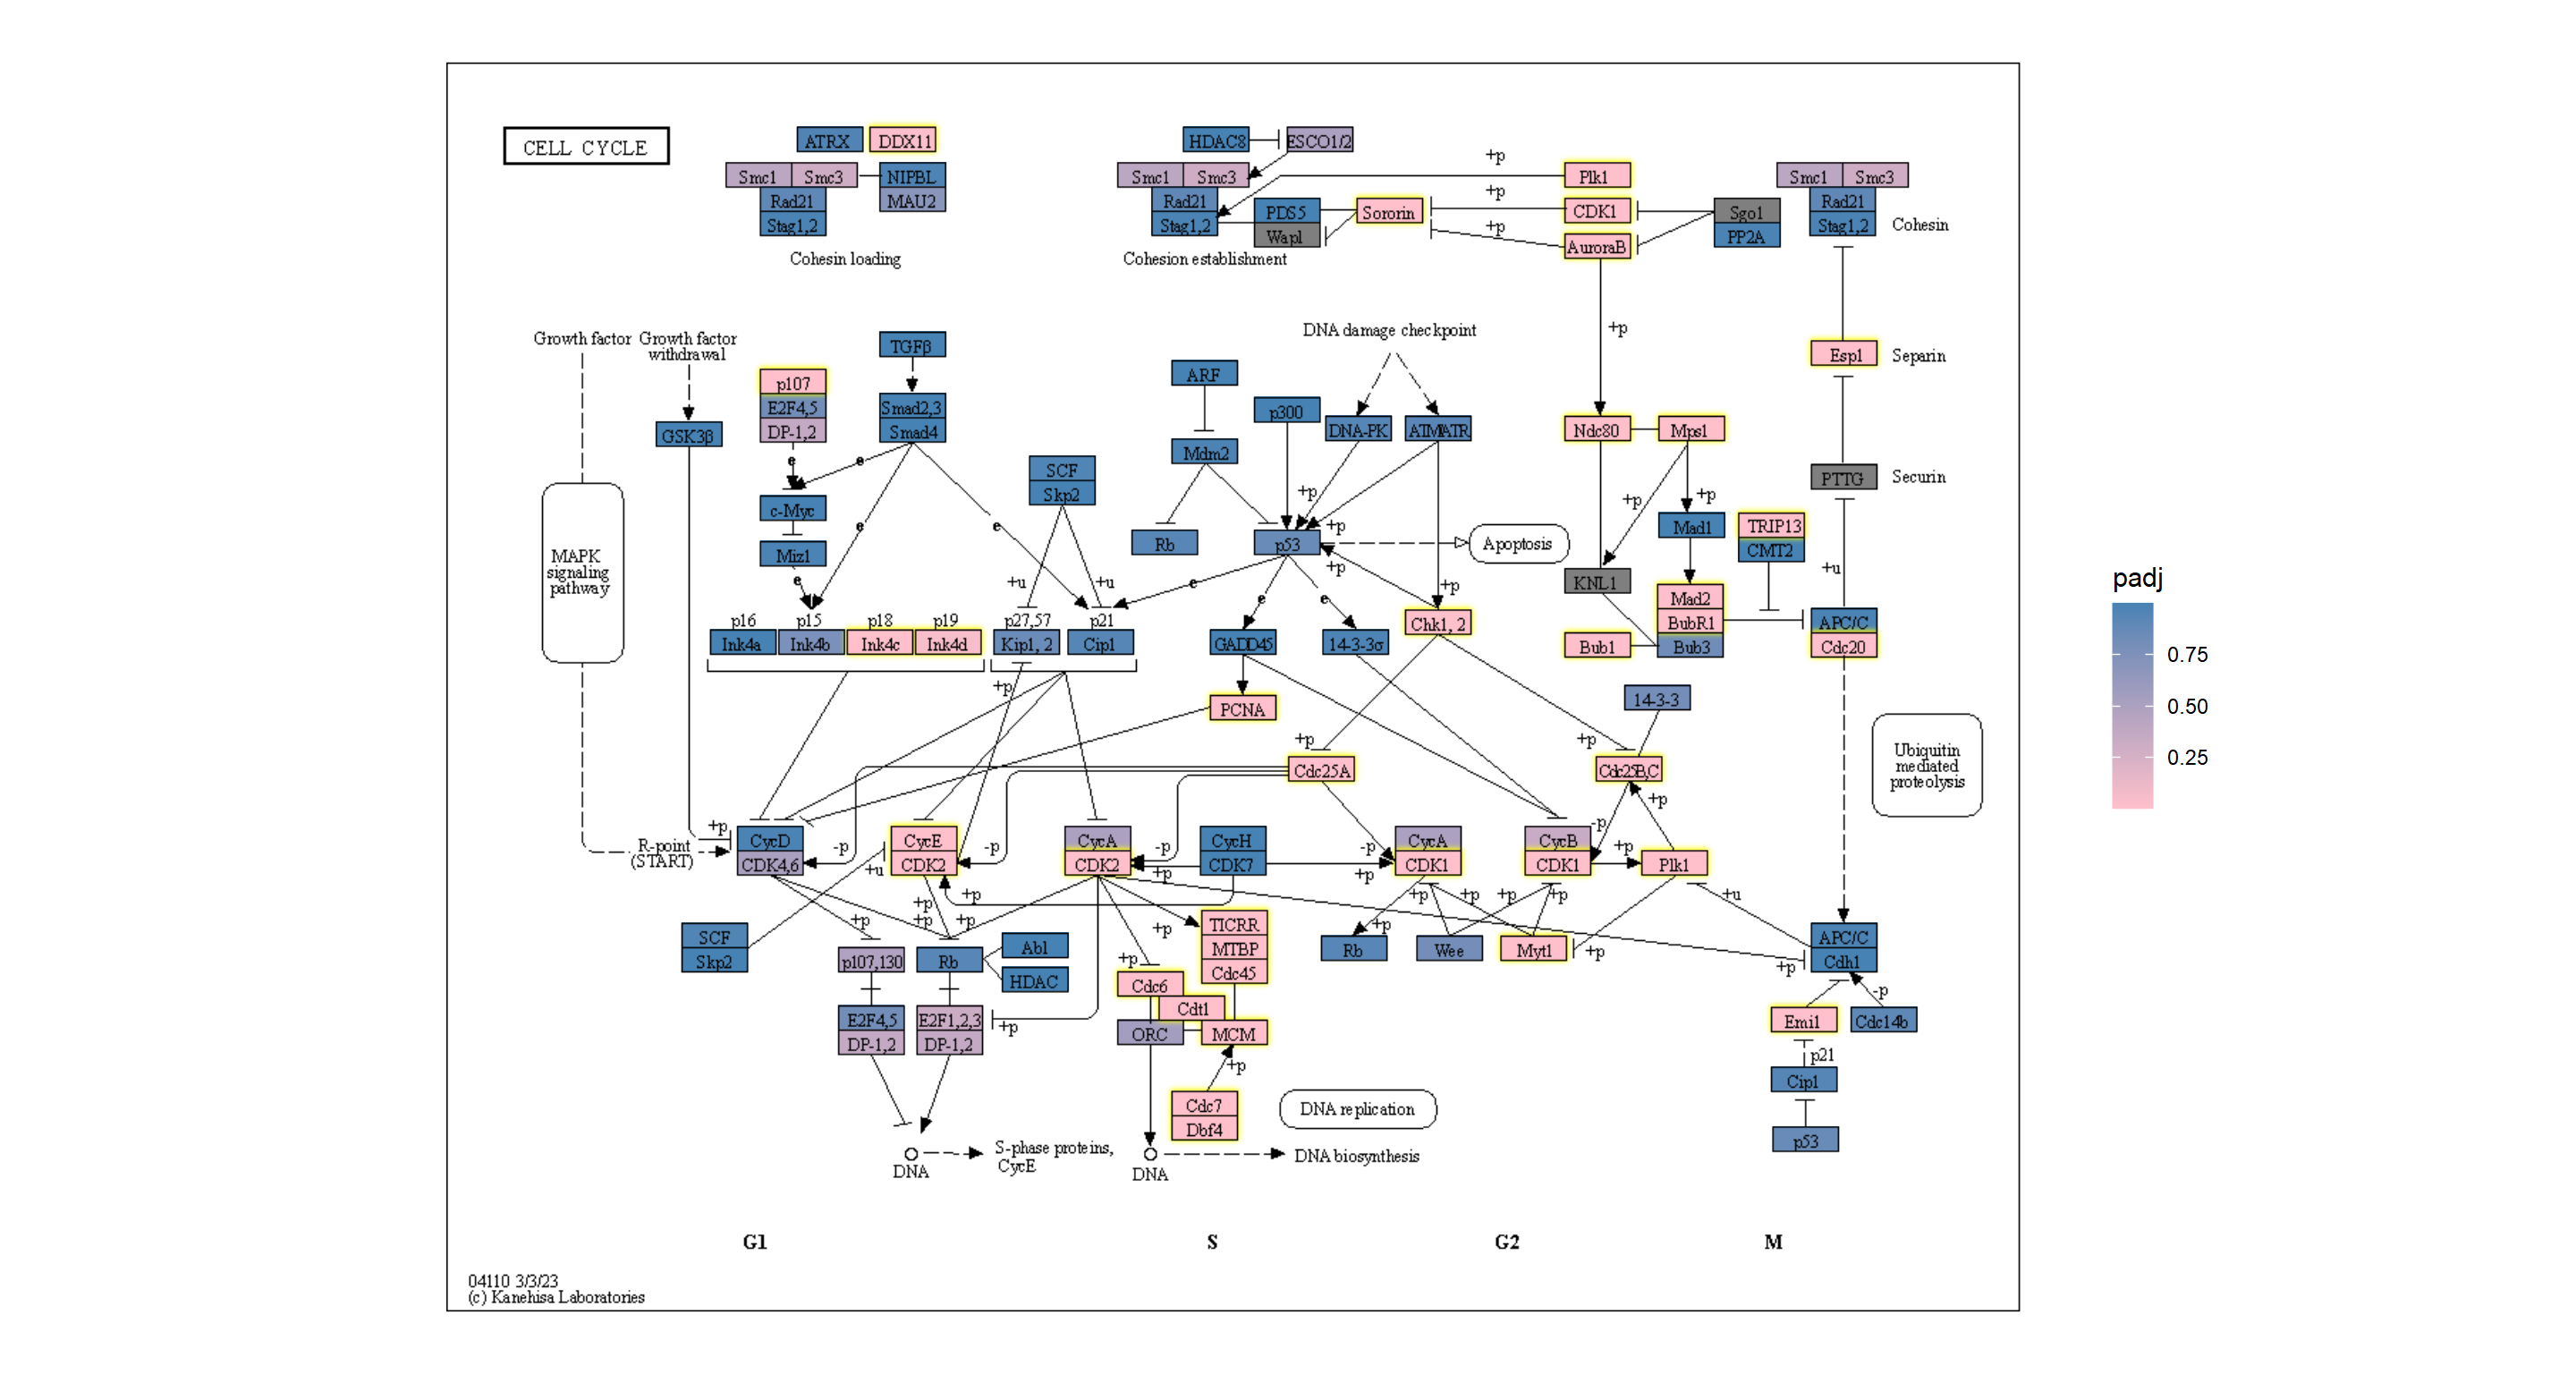 CELL CYCLE
ATRX
DDX11
Smc1
Smc3
NIPBL
MAU2
Rad21
Stag1,2
Cohesin loading
HDAC8
ESCO1/2
Smc1
Smc3
Rad21
Stag1,2
PDS5
Wapl
Sororin
Cohesion establishment
+p
Plk1
+p
CDK1
+p
AuroraB
Sgo1
PP2A
Smc1
Smc3
Rad21
Stag1,2
Cohesin
+p
Esp1
Separin
Growth factor
Growth factor
withdrawal
TGFβ
p107
E2F4,5
DP-1,2
Smad2,3
Smad4
GSK3β
e
e
c-Myc
e
e
Miz1
e
MAPK
signaling
pathway
SCF
Skp2
+u
+u
ARF
Mdm2
Rb
p300
DNA damage checkpoint
DNA-PK
ATM/ATR
+p
+p
p53
+p
Apoptosis
+p
e
e
e
Ndc80
Mps1
+p
+p
Mad1
TRIP13
CMT2
KNL1
Mad2
BubR1
Bub3
Bub1
PTTG
Securin
+u
APC/C
Cdc20
p16
p15
p18
p19
p27,57
p21
Ink4a
Ink4b
Ink4c
Ink4d
Kip1, 2
Cip1
GADD45
14-3-3σ
Chk1, 2
+p
PCNA
14-3-3
+p
Cdc25A
+p
Cdc25B,C
+p
Ubiquitin
mediated
proteolysis
R-point
(START)
+p
CycD
CDK4,6
-p
CycE
CDK2
-p
+u
CycA
CDK2
-p
+p
CycH
CDK7
-p
+p
CycA
CDK1
CycB
CDK1
-p
+p
Plk1
+u
+p
+p
+p
+p
+p
SCF
Skp2
p107,130
Rb
Abl
HDAC
E2F4,5
DP-1,2
E2F1,2,3
DP-1,2
+p
+p
+p
TICRR
MTBP
Cdc45
Cdc6
Cdt1
ORC
MCM
+p
Cdc7
Dbf4
+p
+p
+p
+p
+p
Rb
Wee
Myt1
+p
+p
APC/C
Cdh1
-p
Emi1
Cdc14b
p21
Cip1
p53
DNA replication
DNA
S-phase proteins,
CycE
DNA
DNA biosynthesis
G1
S
G2
M
04110 3/3/23
(c) Kanehisa Laboratories
padj
0.75
0.50
0.25